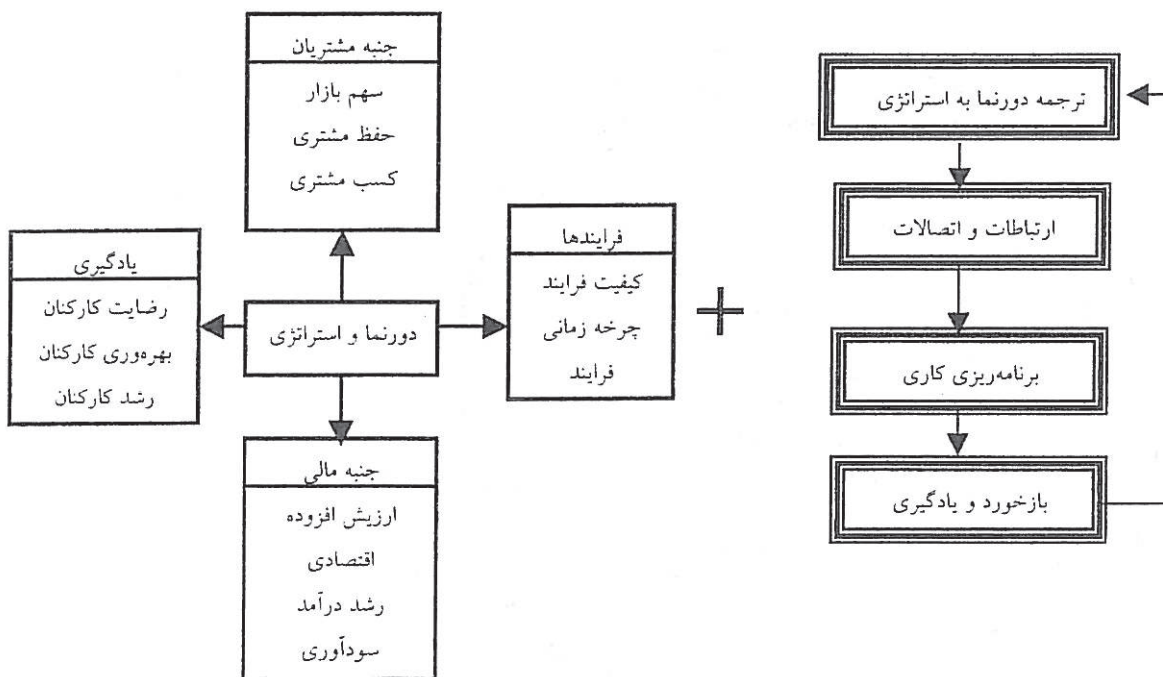 جنبه مشتریان
سهم بازار
حفظ مشتری
کسب مشتری
ترجمه دورنما به استراتژی
ارتباطات و اتصالات
برنامه‌ریزی کاری
بازخورد و یادگیری
فرایندها
کیفیت فرایند
چرخه زمانی
فرایند
+
دورنما و استراتژی
یادگیری
رضایت کارکنان
بهره‌وری کارکنان
رشد کارکنان
جنبه مالی
ارزیش افزوده
اقتصادی
رشد درآمد
سودآوری